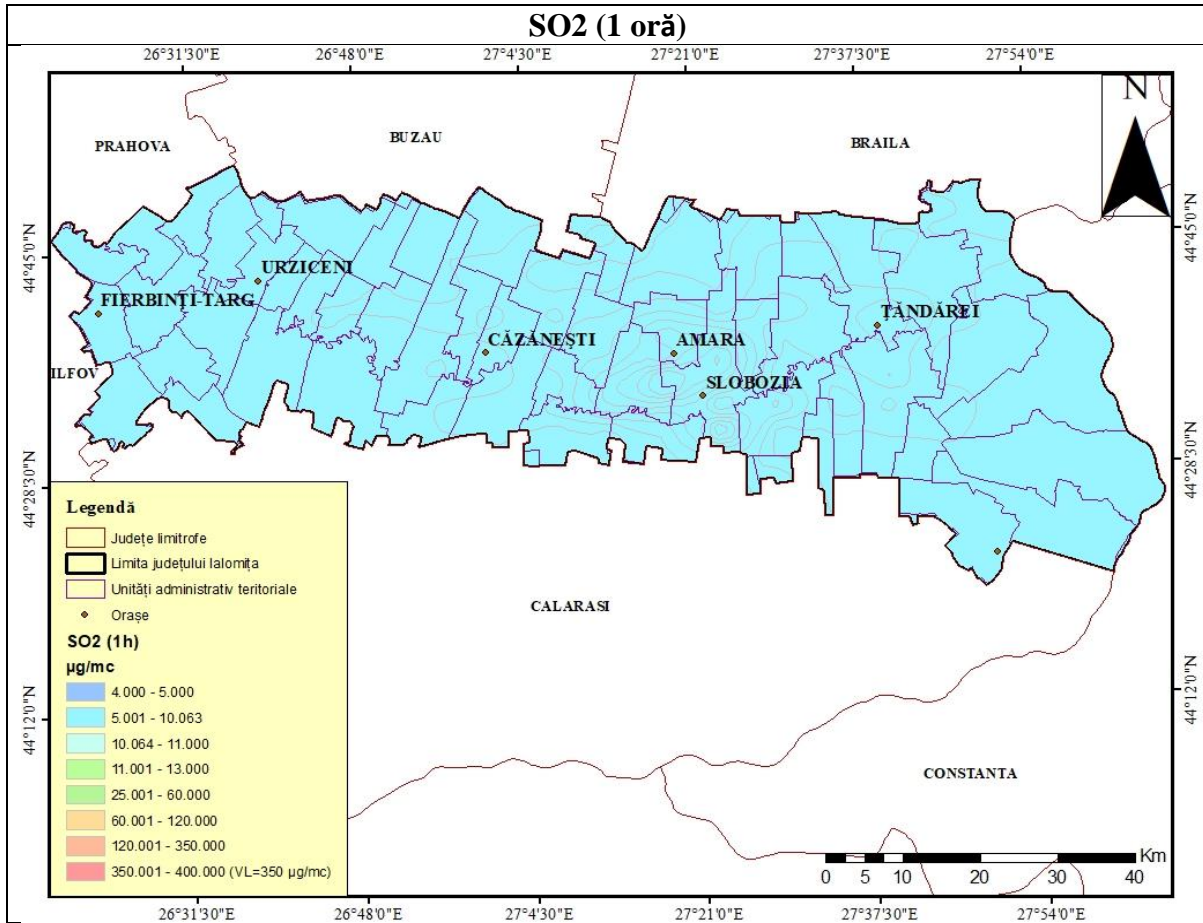 SO2 (1 oră)
26°31'30"E 26°48'0"E 27°4'30"E 27°21'0"E 27°37'30"E 27°54'0"E
N
PRAHOVA
BUZAU
BRAILA
44°45'0"N
44°45'0"N
URZICENI
FIERBINȚI-TARG
ȚĂNDĂREI
CĂZĂNEȘTI
AMARA
ILFOV
SLOBOZIA
44°28'30"N
44°28'30"N
Legendă
Județe limitrofe
Limita județului Ialomița
Unități administrativ teritoriale
Orașe
SO2 (1h)
µg/mc
4.000 - 5.000
5.001 - 10.063
10.064 - 11.000
11.001 - 13.000
25.001 - 60.000
60.001 - 120.000
120.001 - 350.000
350.001 - 400.000 (VL=350 µg/mc)
CALARASI
44°12'0"N
44°12'0"N
CONSTANTA
Km
0 5 10 20 30 40
26°31'30"E 26°48'0"E 27°4'30"E 27°21'0"E 27°37'30"E 27°54'0"E